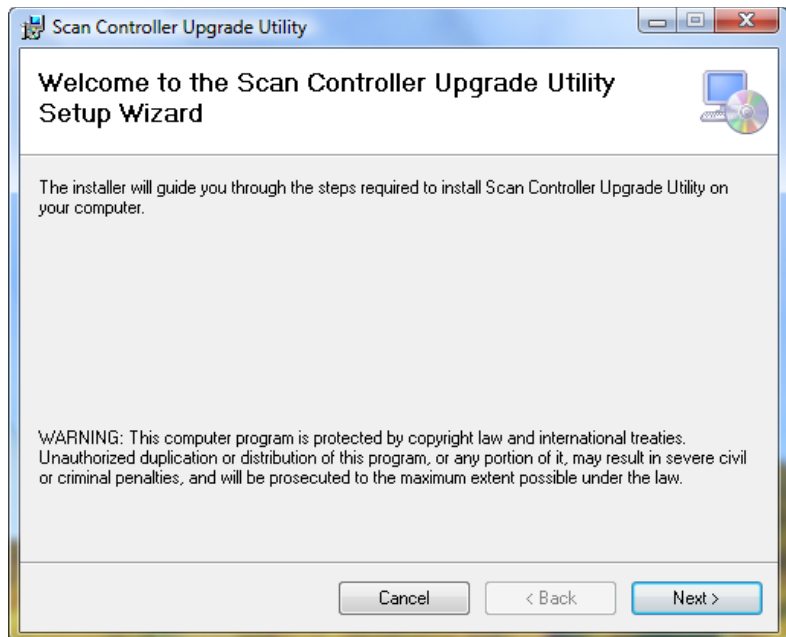 Scan Controller Upgrade Utility
Welcome to the Scan Controller Upgrade Utility
Setup Wizard
The installer will guide you through the steps required to install Scan Controller Upgrade Utility on
your computer.
WARNING: This computer program is protected by copyright law and international treaties.
Unauthorized duplication or distribution of this program, or any portion of it, may result in severe civil
or criminal penalties, and will be prosecuted to the maximum extent possible under the law.
Cancel
< Back
Next >